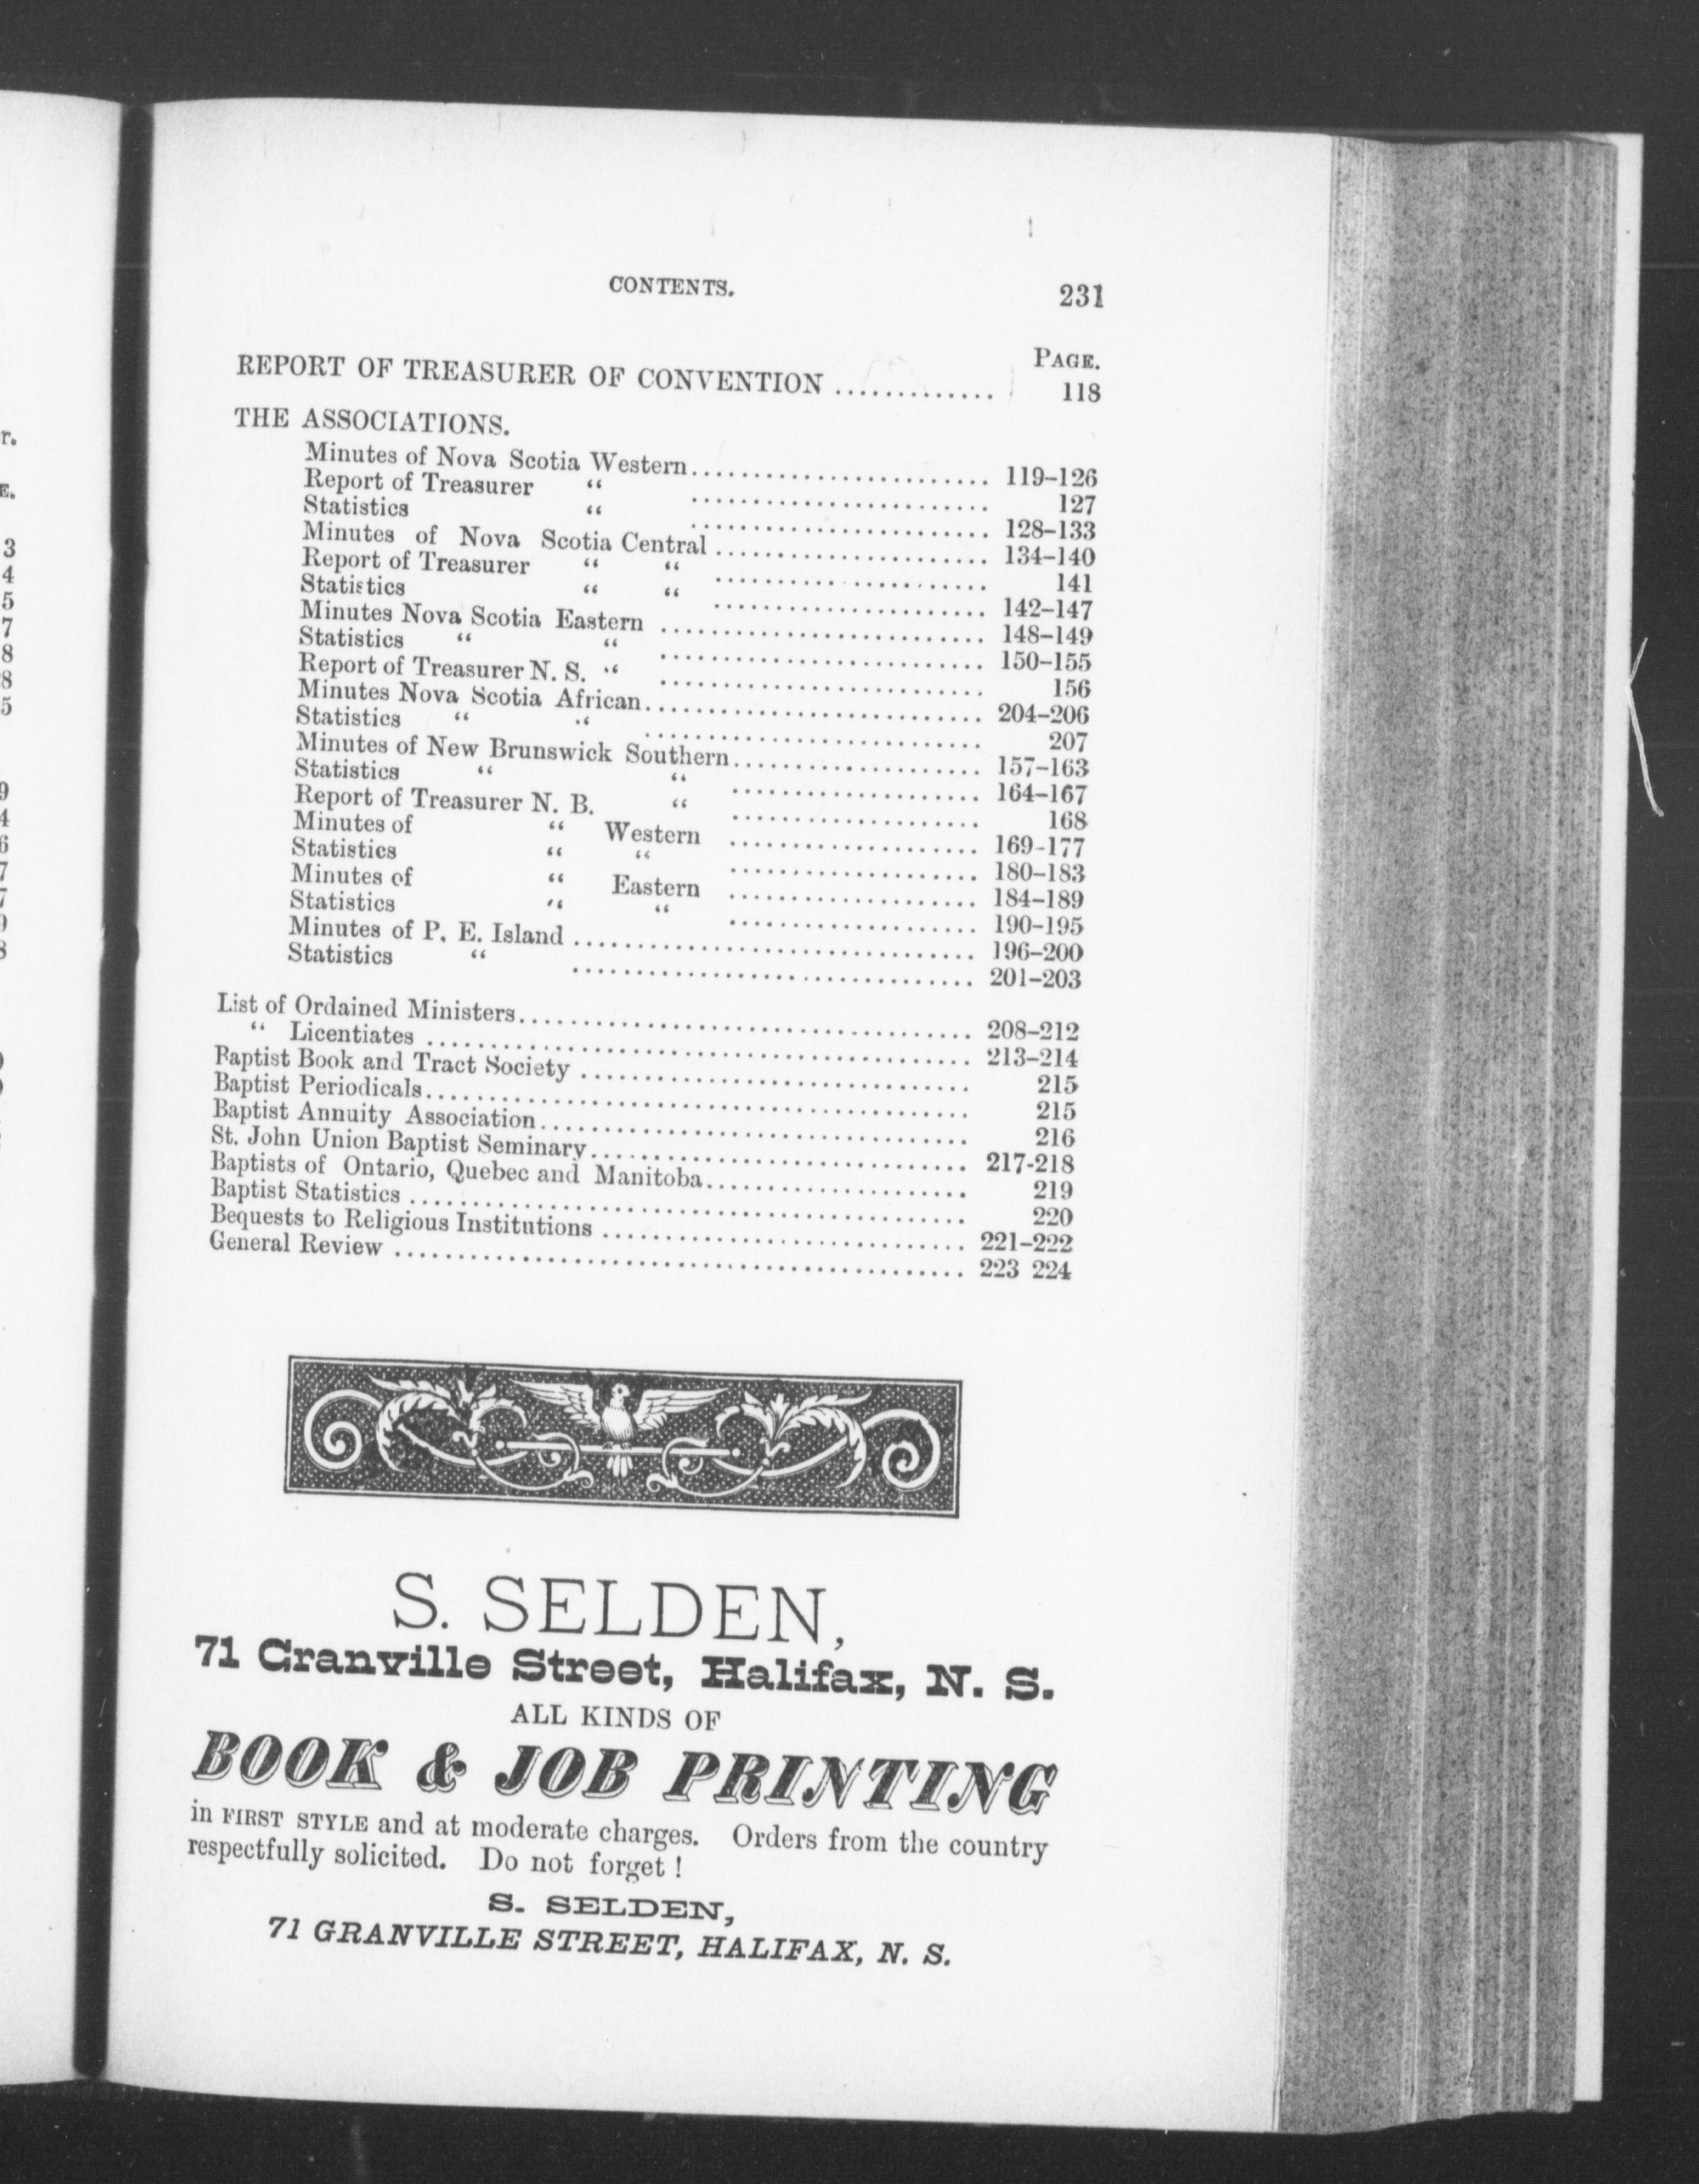 CONTENTS. 231
PAGE.
REPORT OF TREASURER OF CONVENTION ............. 118
THE ASSOCIATIONS.
Minutes of Nova Scotia Western........................ 119–126
Report of Treasurer “ ........................ 127
Statistics “ ........................ 128–133
Minutes of Nova Scotia Central ...................... 134–140
Report of Treasurer “ “ ...................... 141
Statistics “ “ ...................... 142–147
Minutes Nova Scotia Eastern .......................... 148–149
Statistics “ “ .......................... 150–155
Report of Treasurer N. S. “ .......................... 156
Minutes Nova Scotia African........................... 204–206
Statistics “ “ ........................... 207
Minutes of New Brunswick Southern.................... 157–163
Statistics “ “ .................... 164–167
Report of Treasurer N. B. “ .................... 168
Minutes of “ Western .................... 169-177
Statistics “ “ .................... 180–183
Minutes of “ Eastern .................... 184–189
Statistics “ “ .................... 190–195
Minutes of P. E. Island ................................ 196–200
Statistics “ ................................ 201–203
List of Ordained Ministers.................................... 208–212
“ Licentiates ............................................ 213–214
Baptist Book and Tract Society ............................... 215
Baptist Periodicals........................................... 215
Baptist Annuity Association.................................. 216
St. John Union Baptist Seminary.............................. 217-218
Baptists of Ontario, Quebec and Manitoba..................... 219
Baptist Statistics ............................................ 220
Bequests to Religious Institutions ............................. 221–222
General Review .............................................. 223 224
S. SELDEN,
71 Granville Street, Halifax, N. S.
ALL KINDS OF
BOOK & JOB PRINTING
in FIRST STYLE and at moderate charges. Orders from the country
respectfully solicited. Do not forget !
S. SELDEN,
71 GRANVILLE STREET, HALIFAX, N. S.